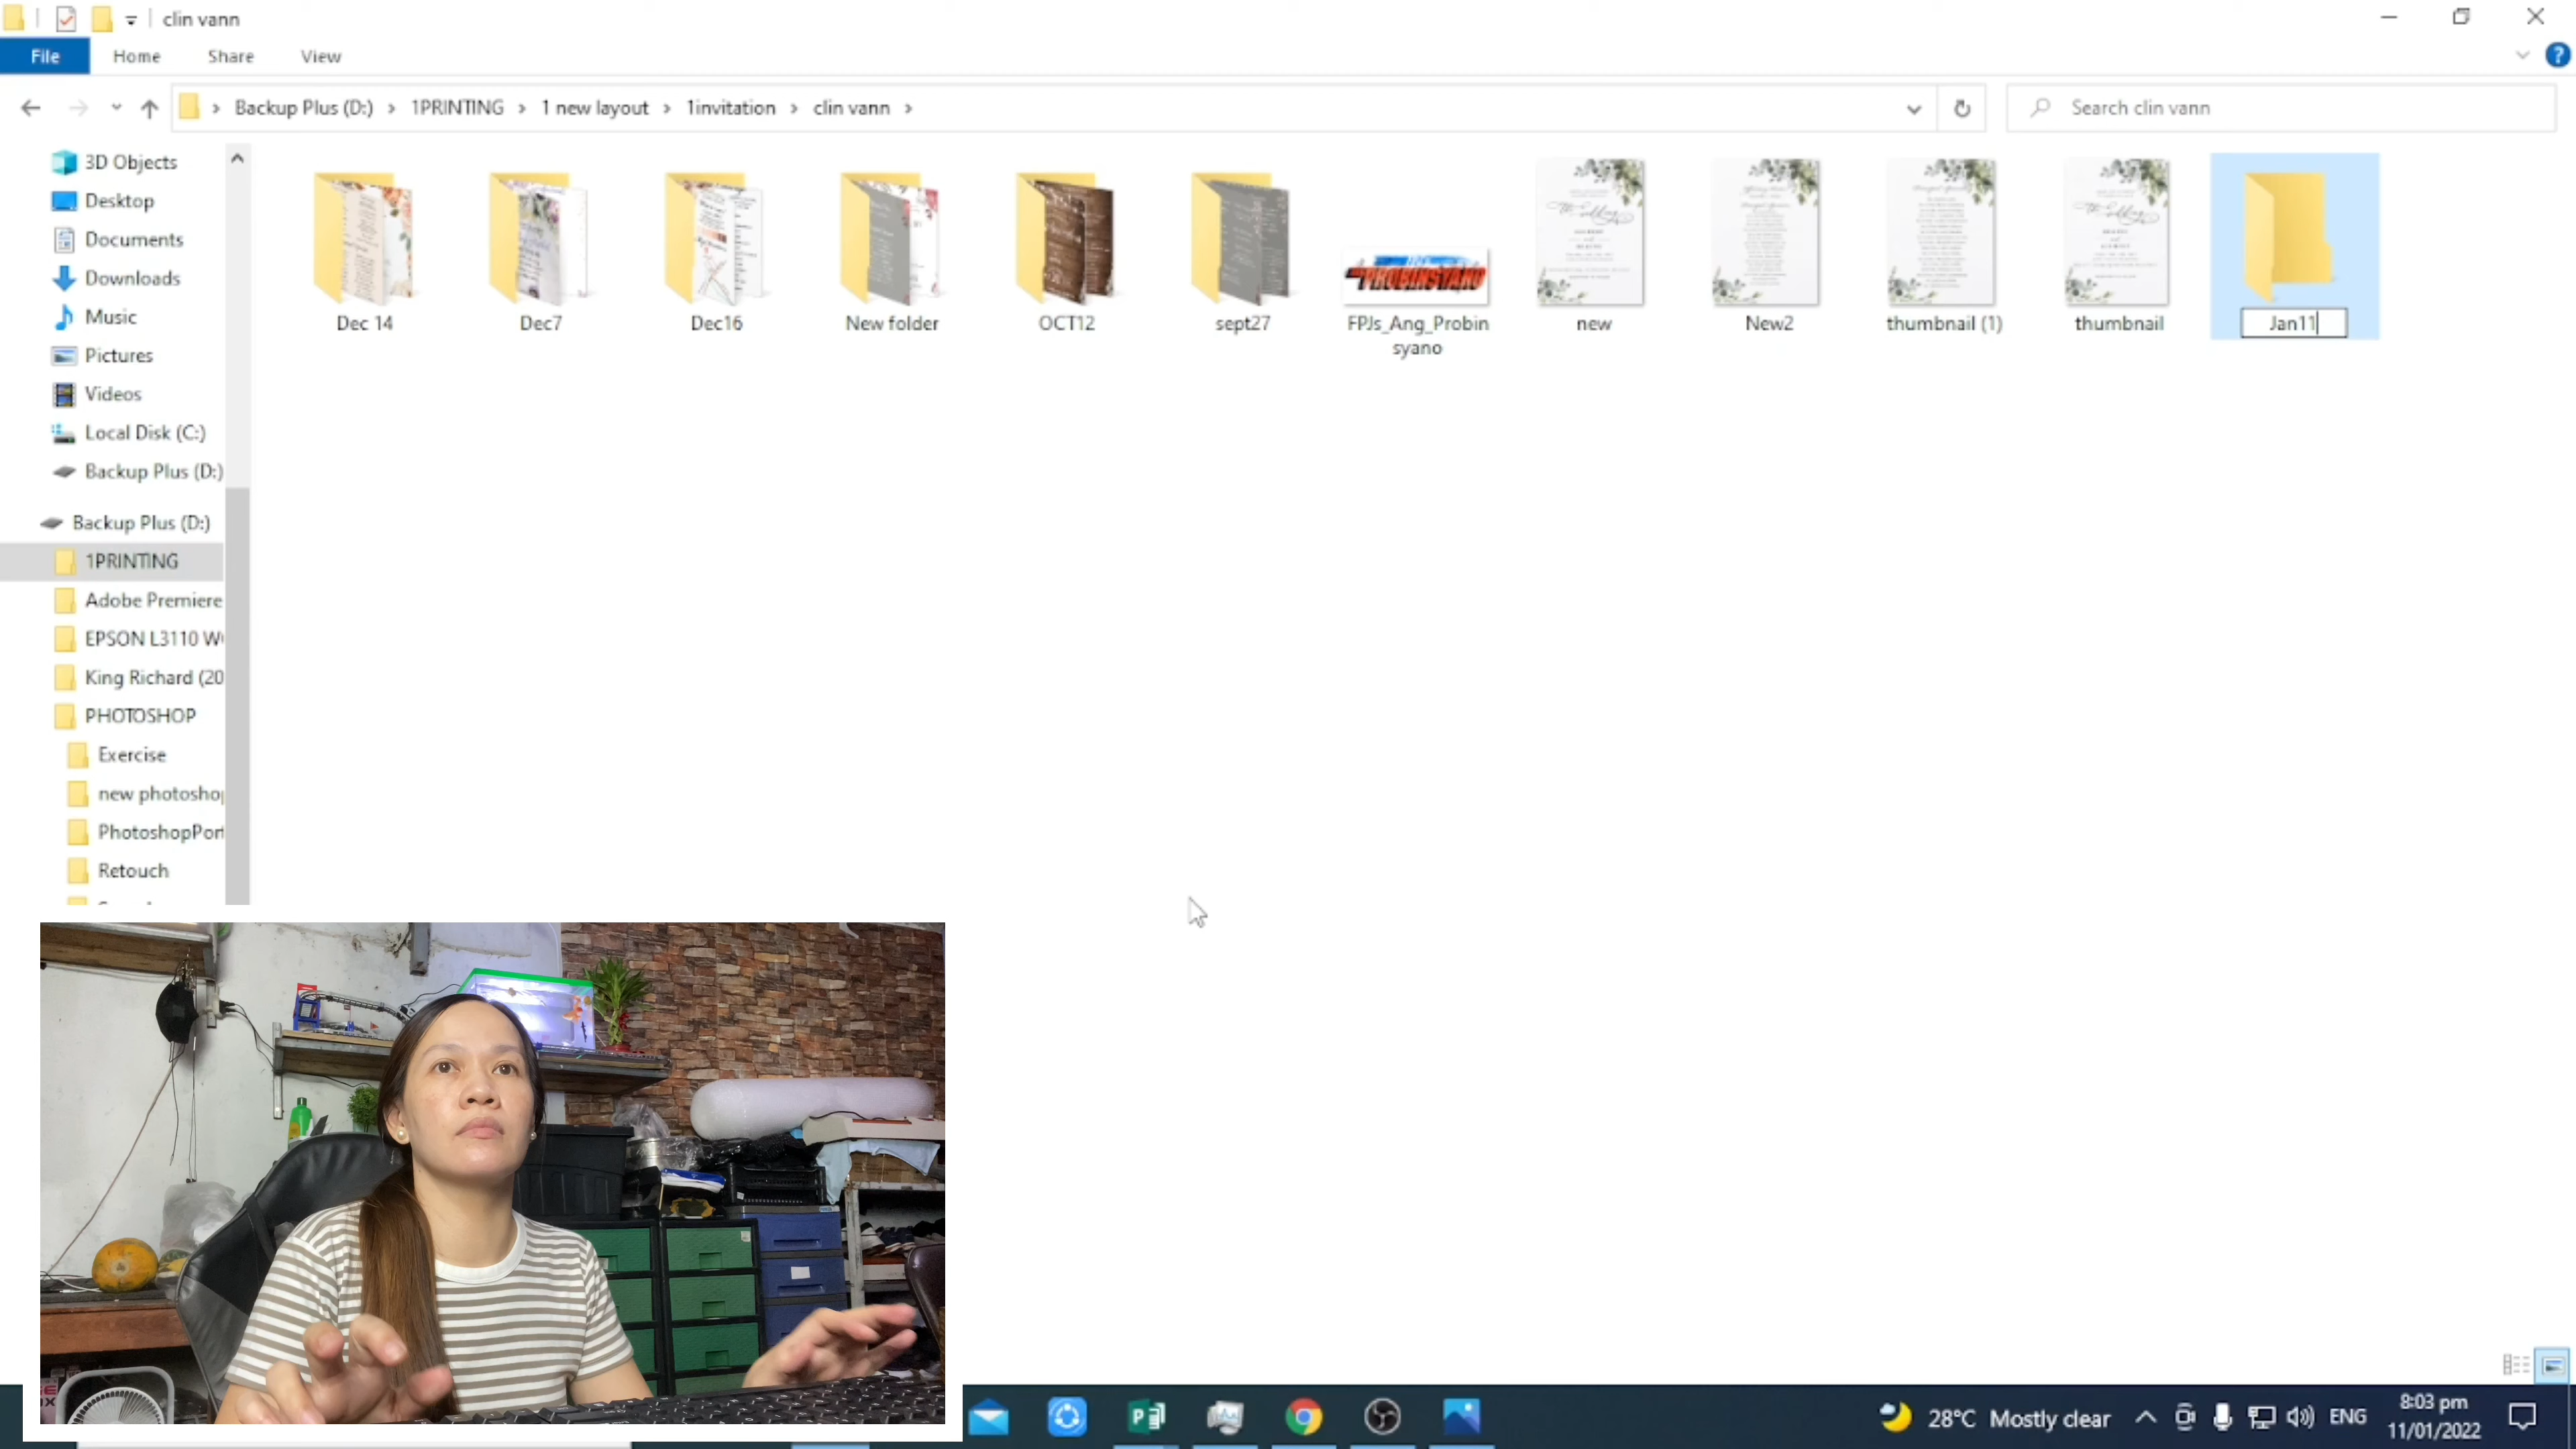 clin vann
File Home Share View
Backup Plus (D:) 1PRINTING 1 new layout 1invitation clin vann
Search clin vann
3D Objects
Desktop
Documents
Downloads
Music
Pictures
Videos
Local Disk (C:)
Backup Plus (D:)
Backup Plus (D:)
1PRINTING
Adobe Premiere
EPSON L3110
King Richard (20
PHOTOSHOP
Exercise
new photoshop
PhotoshopPort
Retouch
Dec 14
Dec7
Dec16
New folder
OCT12
sept27
FPJs_Ang_Probin
syano
new
New2
thumbnail (1)
thumbnail
Jan11
28°C Mostly clear
ENG
8:03 pm
11/01/2022